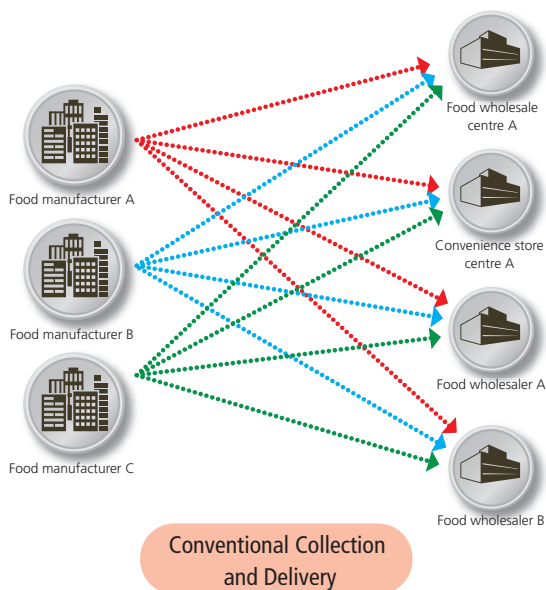 Food wholesale
centre A
Food manufacturer A
Convenience store
centre A
Food manufacturer B
Food wholesaler A
Food manufacturer C
Food wholesaler B
Conventional Collection
and Delivery